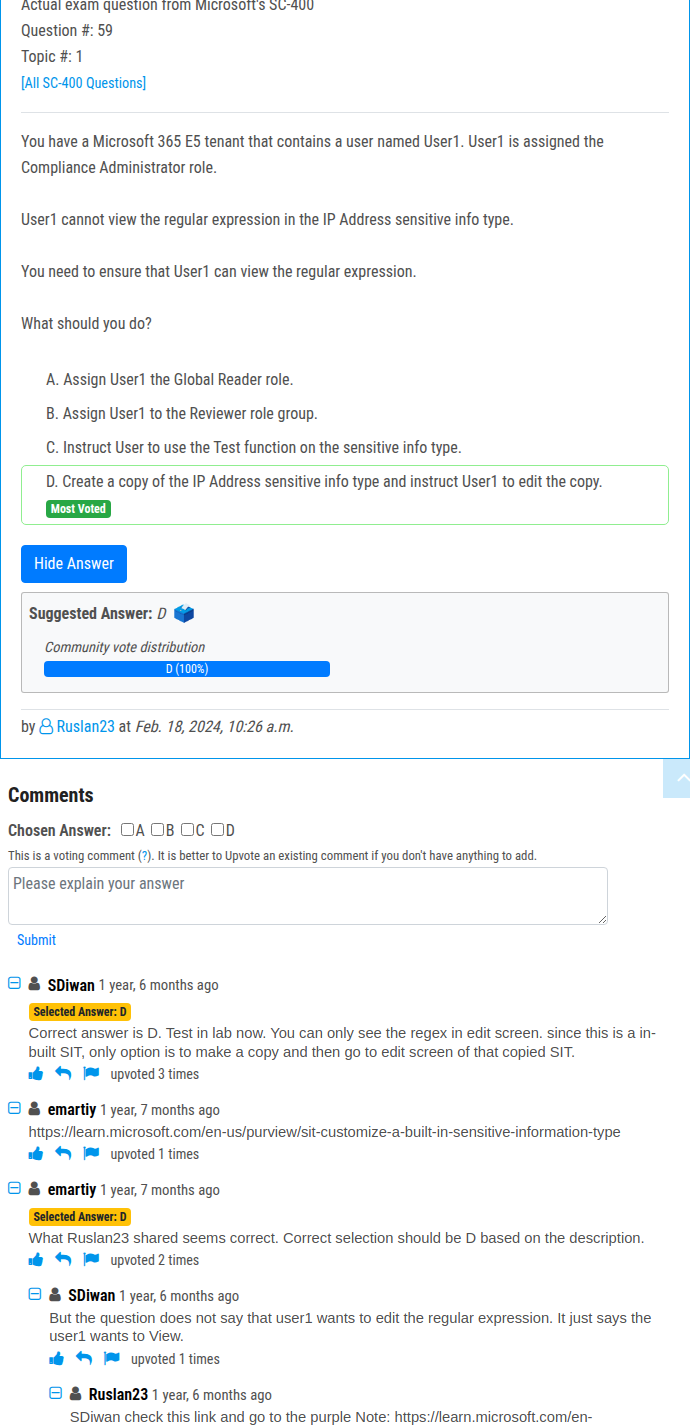 Actual exam question from Microsoft's SC-400
Question #: 59
Topic #: 1
[All SC-400 Questions]
You have a Microsoft 365 E5 tenant that contains a user named User1. User1 is assigned the
Compliance Administrator role.
User1 cannot view the regular expression in the IP Address sensitive info type.
You need to ensure that User1 can view the regular expression.
What should you do?
A. Assign User1 the Global Reader role.
B. Assign User1 to the Reviewer role group.
C. Instruct User to use the Test function on the sensitive info type.
D. Create a copy of the IP Address sensitive info type and instruct User1 to edit the copy.
Most Voted
Hide Answer
Suggested Answer: D
Community vote distribution
D (100%)
by Ruslan23 at Feb. 18, 2024, 10:26 a.m.
Comments
Chosen Answer: A B C D
This is a voting comment (?). It is better to Upvote an existing comment if you don't have anything to add.
Please explain your answer
Submit
SDiwan 1 year, 6 months ago
Selected Answer: D
Correct answer is D. Test in lab now. You can only see the regex in edit screen. since this is a in-
built SIT, only option is to make a copy and then go to edit screen of that copied SIT.
upvoted 3 times
emartiy 1 year, 7 months ago
https://learn.microsoft.com/en-us/purview/sit-customize-a-built-in-sensitive-information-type
upvoted 1 times
emartiy 1 year, 7 months ago
Selected Answer: D
What Ruslan23 shared seems correct. Correct selection should be D based on the description.
upvoted 2 times
SDiwan 1 year, 6 months ago
But the question does not say that user1 wants to edit the regular expression. It just says the
user1 wants to View.
upvoted 1 times
Ruslan23 1 year, 6 months ago
SDiwan check this link and go to the purple Note: https://learn.microsoft.com/en-